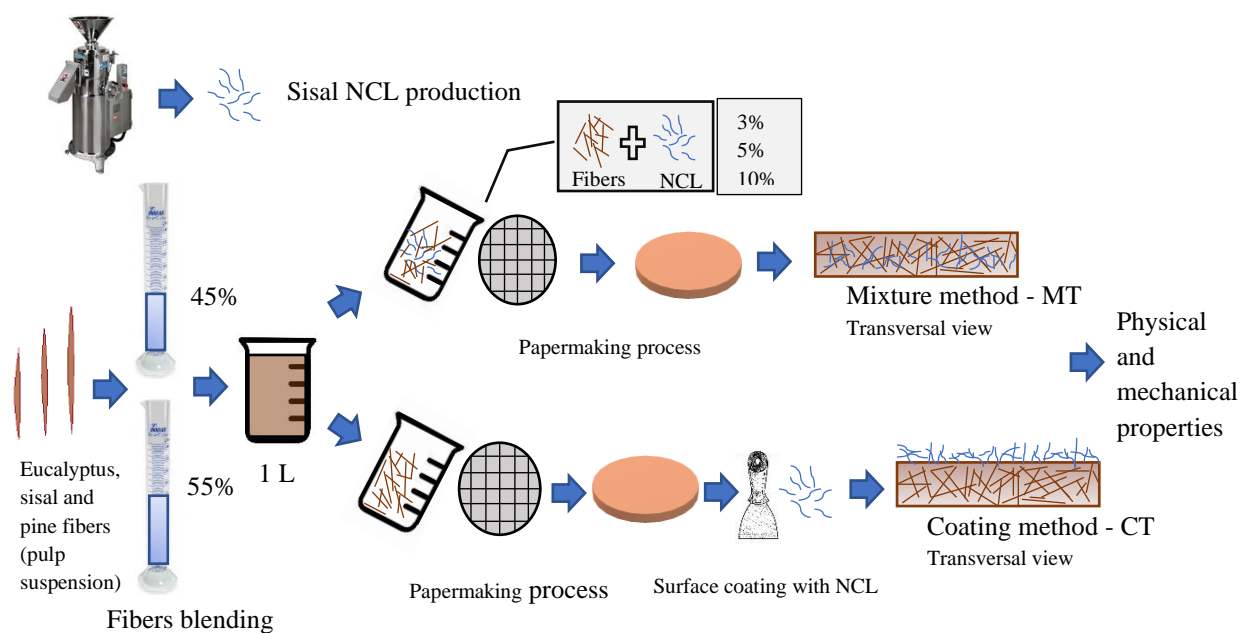 Sisal NCL production
3%
5%
10%
Fibers
NCL
45%
Mixture method - MT
Transversal view
Papermaking process
Physical
and
mechanical
properties
55%
1 L
Eucalyptus,
sisal and
pine fibers
(pulp
suspension)
Coating method - CT
Transversal view
Papermaking process
Surface coating with NCL
Fibers blending